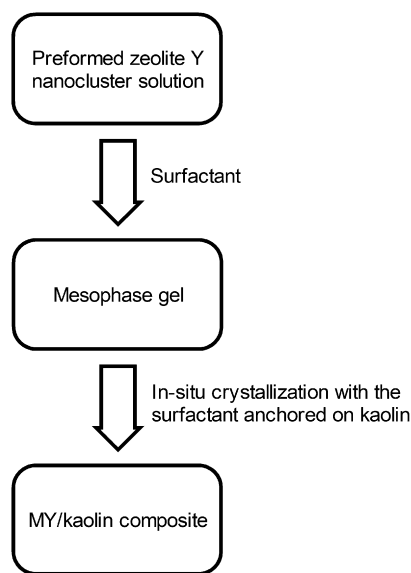 Preformed zeolite Y
nanocluster solution
Surfactant
Mesophase gel
In-situ crystallization with the
surfactant anchored on kaolin
MY/kaolin composite